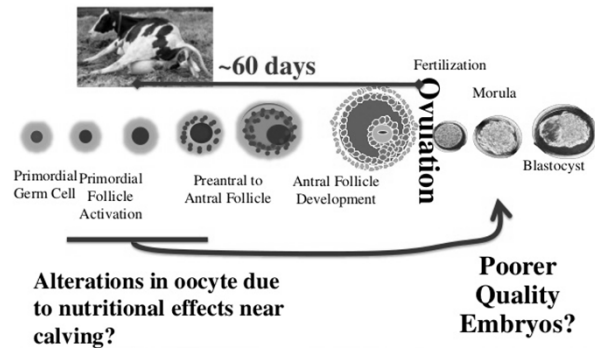 ~60 days
Fertilization
Ovulation
Morula
Blastocyst
Primordial
Germ Cell
Primordial
Follicle
Activation
Preantral to
Antral Follicle
Antral Follicle
Development
Alterations in oocyte due
to nutritional effects near
calving?
Poorer
Quality
Embryos?